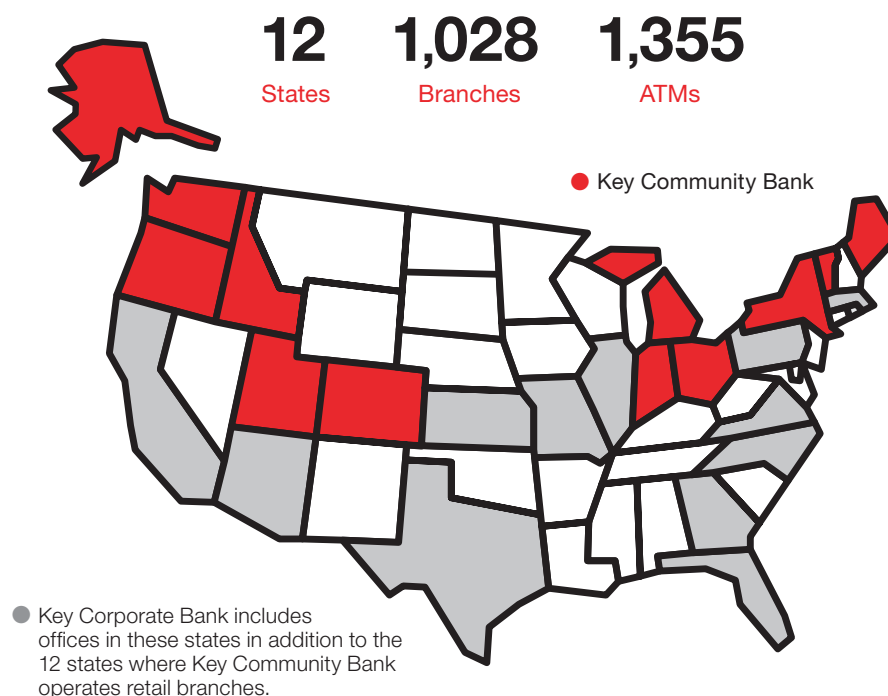 12 1,028 1,355
States Branches ATMs
Key Community Bank
Key Corporate Bank includes
offices in these states in addition to the
12 states where Key Community Bank
operates retail branches.